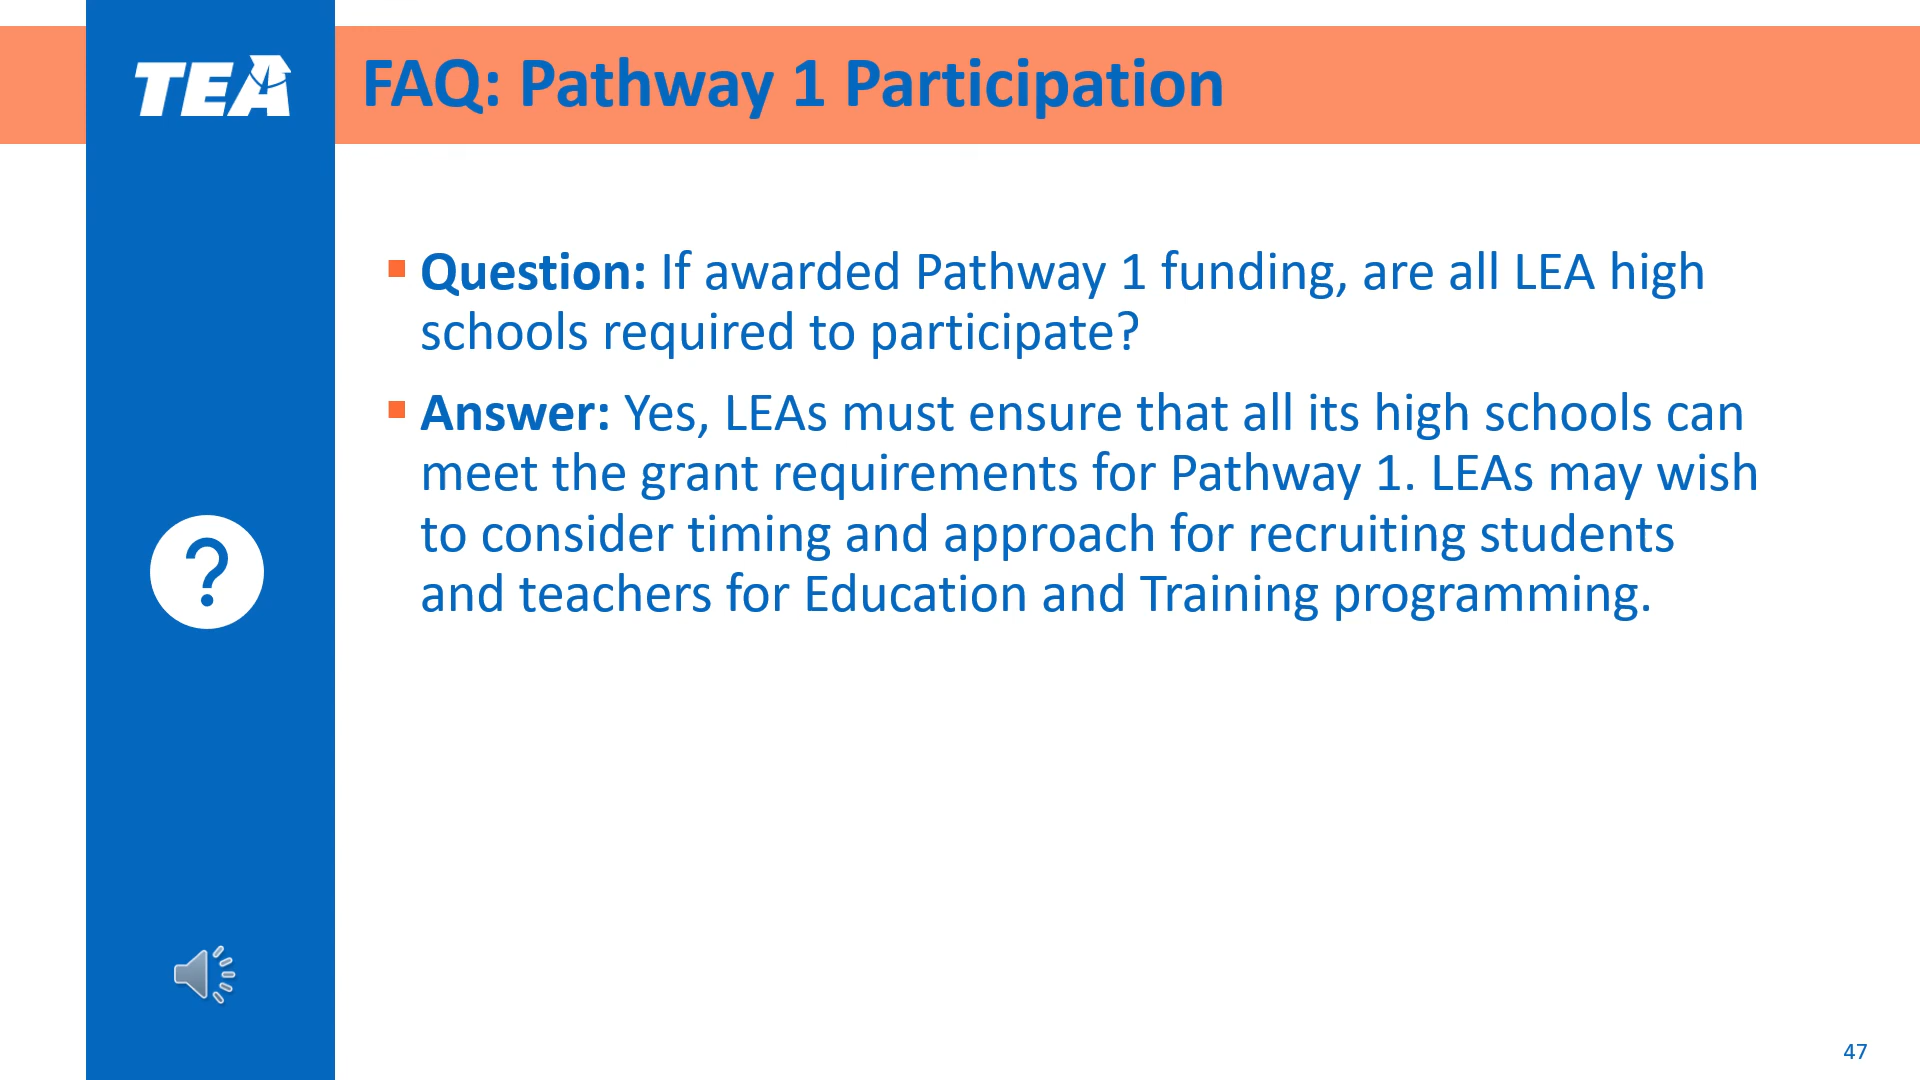 TEA
FAQ: Pathway 1 Participation
Question: If awarded Pathway 1 funding, are all LEA high
schools required to participate?
Answer: Yes, LEAs must ensure that all its high schools can
meet the grant requirements for Pathway 1. LEAs may wish
to consider timing and approach for recruiting students
and teachers for Education and Training programming.
?
47